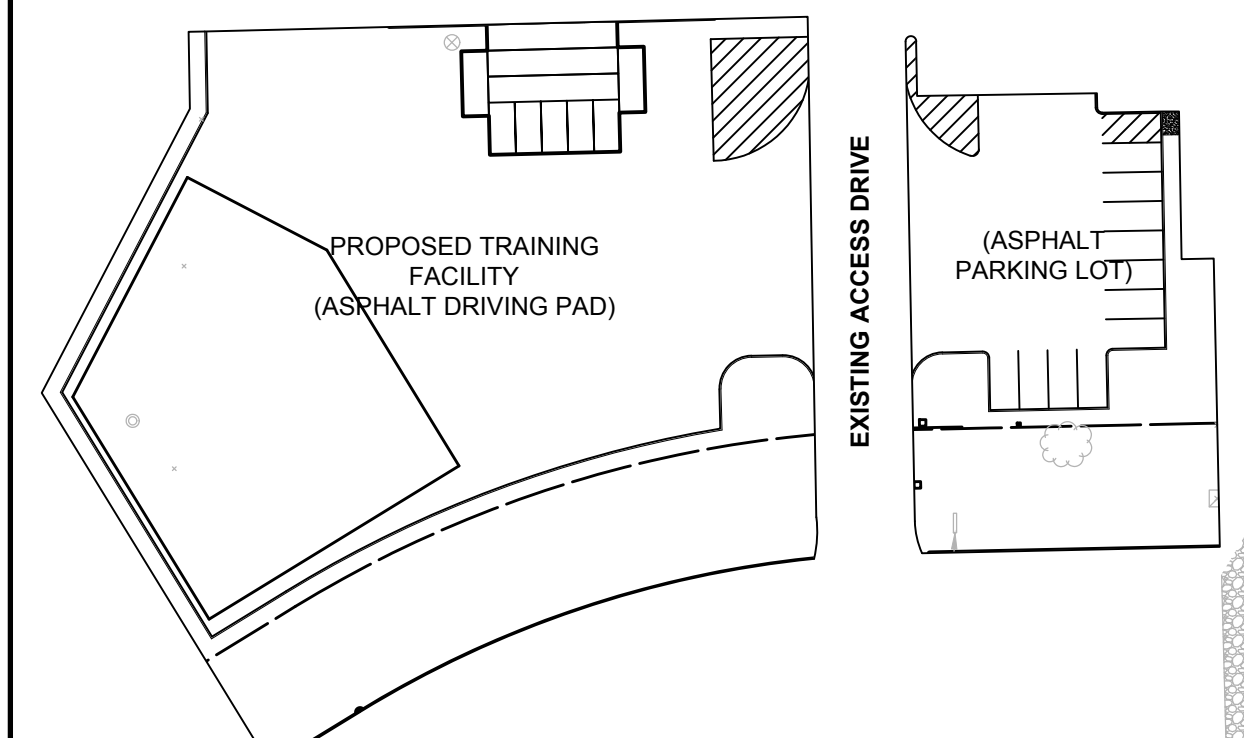 PROPOSED TRAINING
FACILITY
(ASPHALT DRIVING PAD)
EXISTING ACCESS DRIVE
(ASPHALT
PARKING LOT)